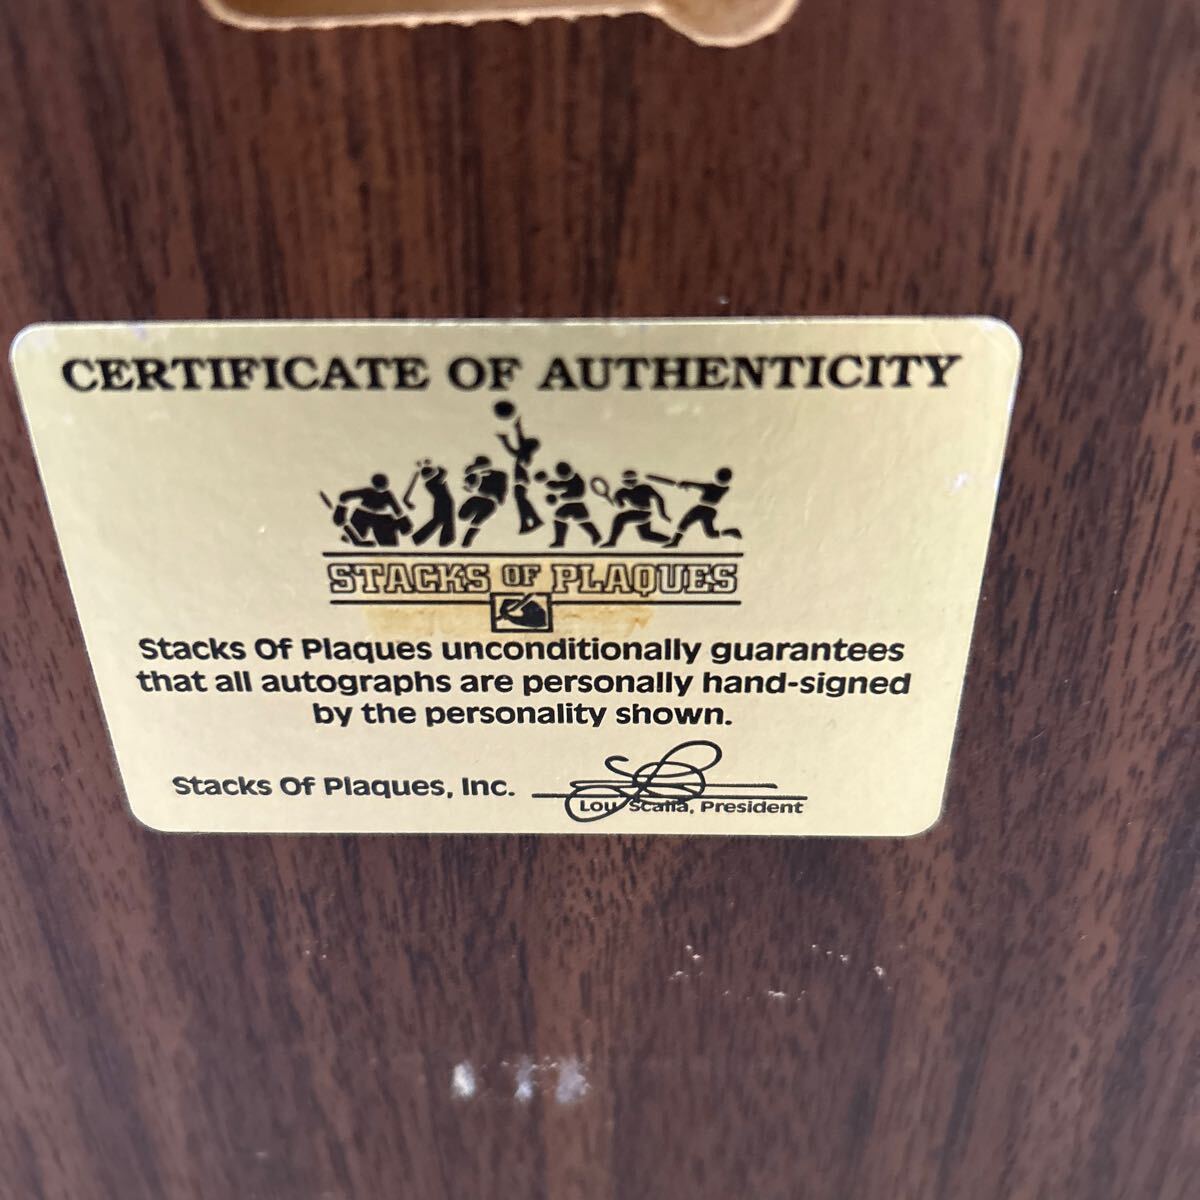 CERTIFICATE OF AUTHENTICITY
STACKS OF PLAQUES
Stacks Of Plaques unconditionally guarantees
that all autographs are personally hand-signed
by the personality shown.
Stacks Of Plaques, Inc.
Lou Scalia, President